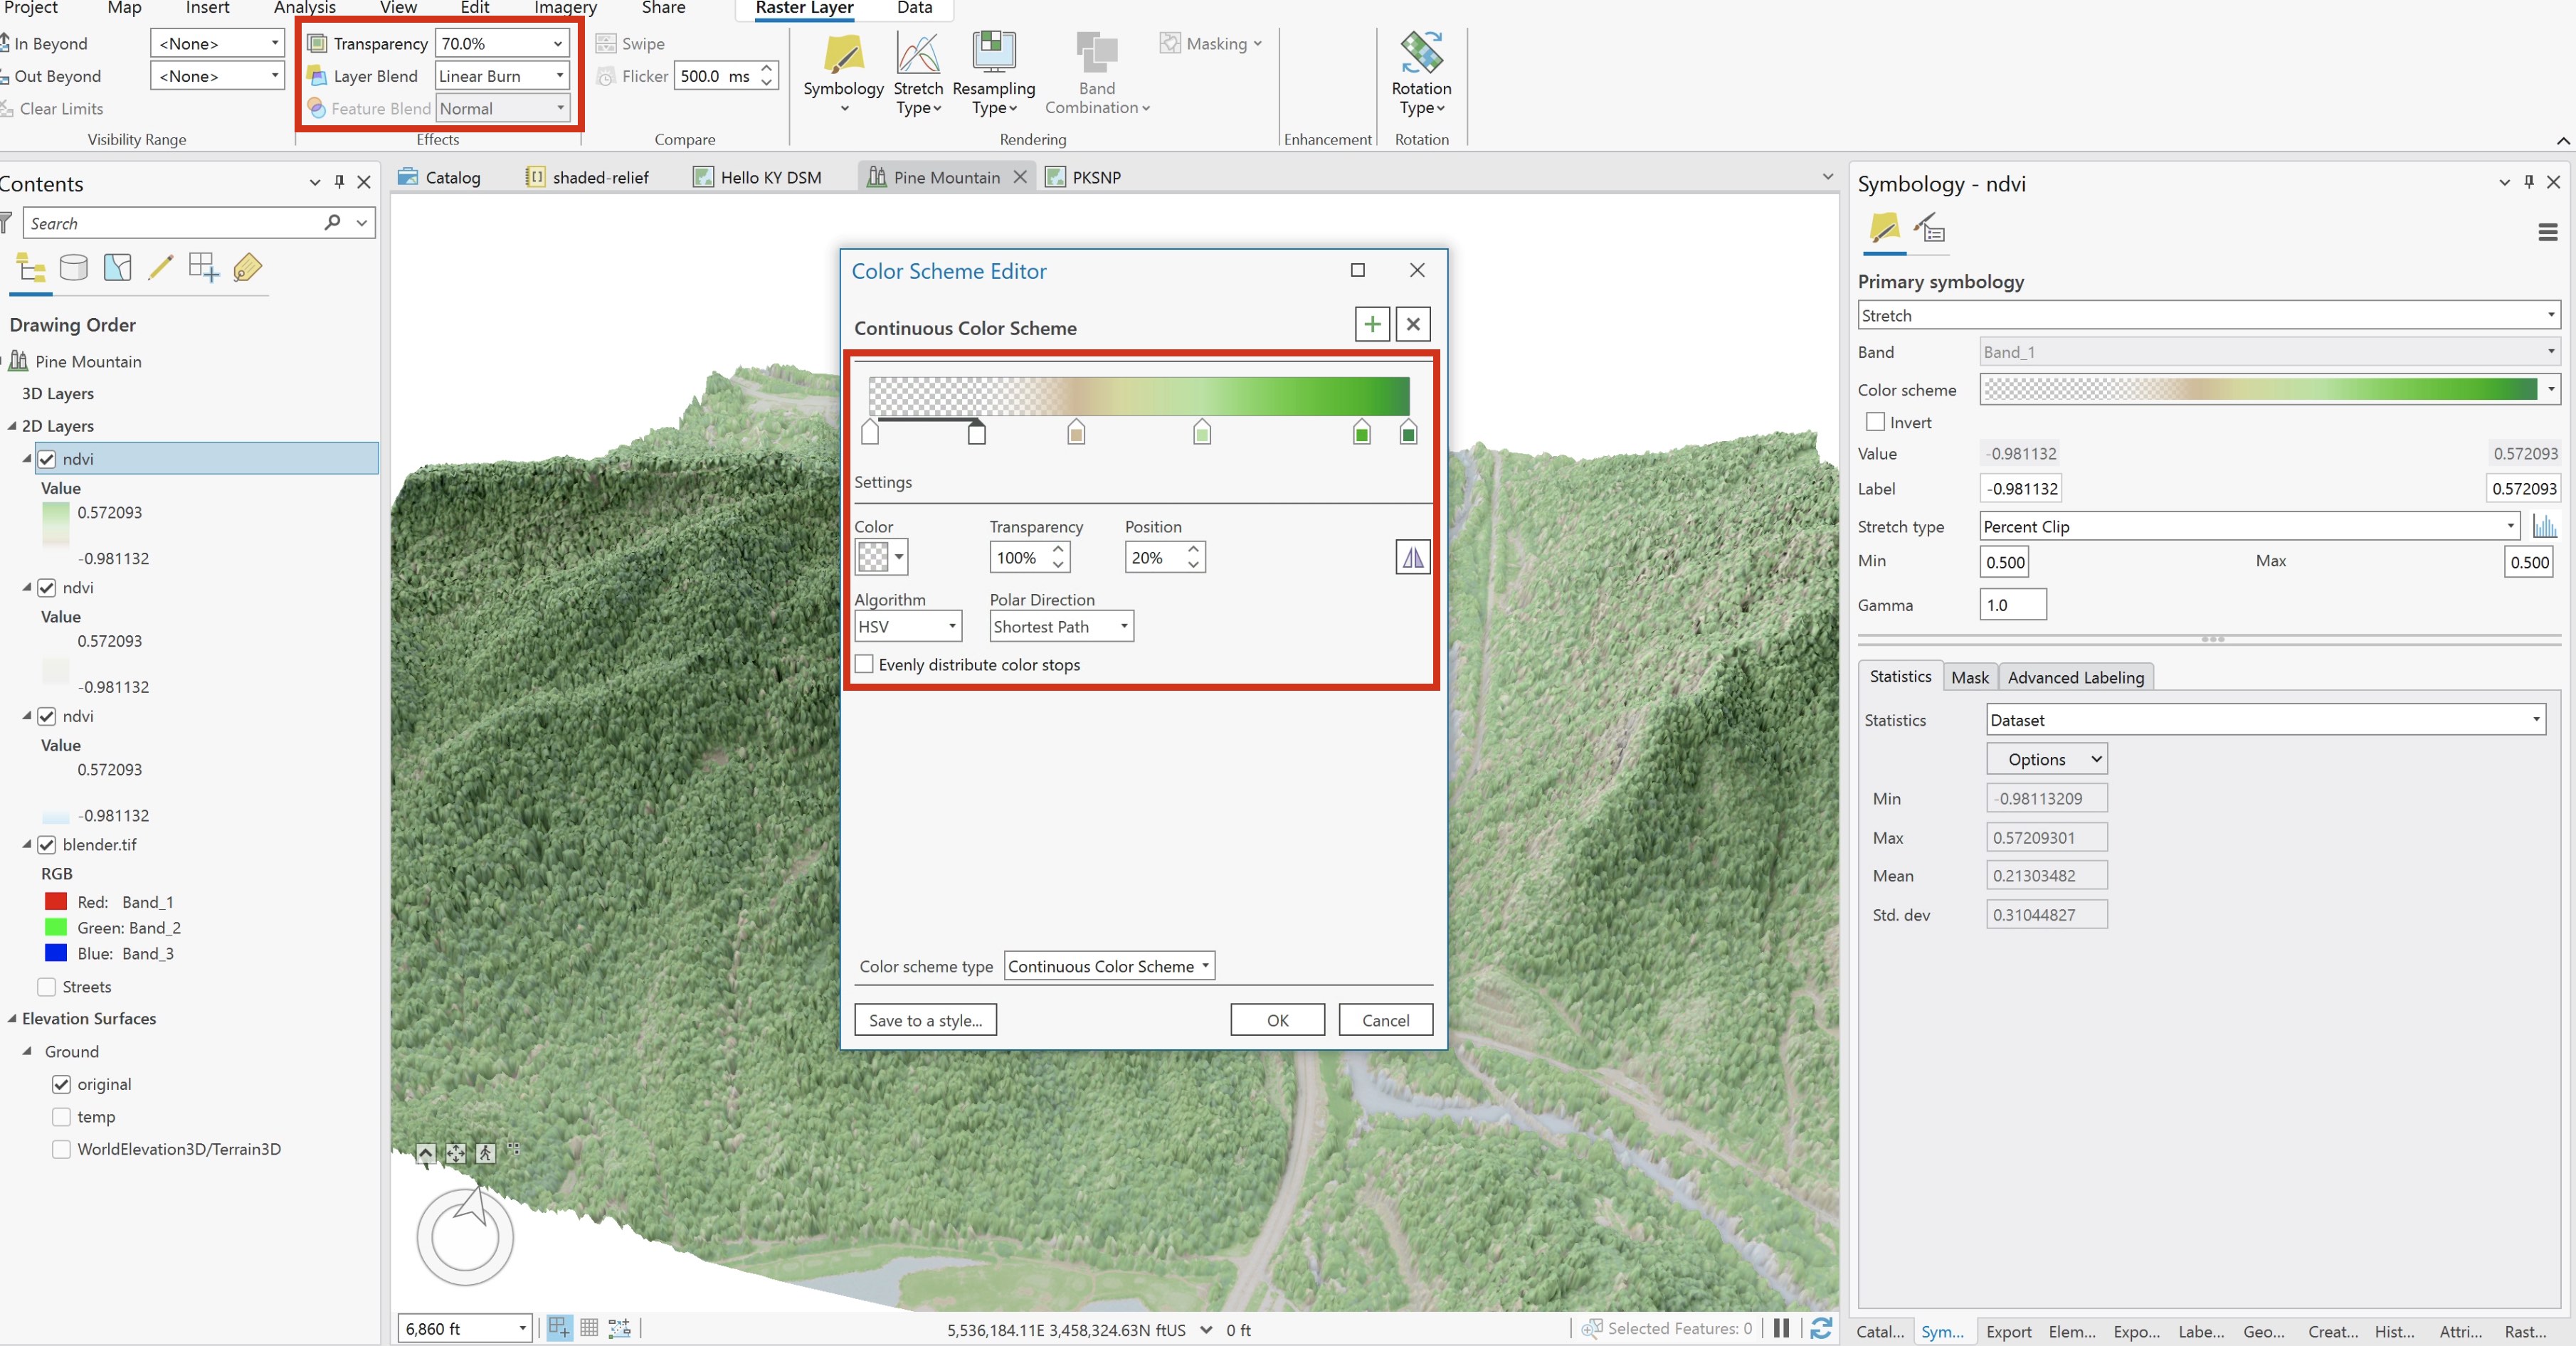 Project Map Insert Analysis View Edit Imagery Share Raster Layer Data
In Beyond <None>
Out Beyond <None>
Clear Limits
Visibility Range
Transparency 70.0%
Layer Blend Linear Burn
Feature Blend Normal
Effects
Swipe
Flicker 500.0 ms
Compare
Symbology
Stretch Type
Resampling Type
Band Combination
Masking
Rendering
Enhancement
Rotation Type
Rotation
Contents
Search
Drawing Order
Pine Mountain
3D Layers
2D Layers
ndvi
Value
0.572093
-0.981132
ndvi
Value
0.572093
-0.981132
ndvi
Value
0.572093
-0.981132
blender.tif
RGB
Red: Band_1
Green: Band_2
Blue: Band_3
Streets
Elevation Surfaces
Ground
original
temp
WorldElevation3D/Terrain3D
Catalog shaded-relief Hello KY DSM Pine Mountain PKSNP
Color Scheme Editor
Continuous Color Scheme
Settings
Color Transparency Position
100% 20%
Algorithm Polar Direction
HSV Shortest Path
Evenly distribute color stops
Color scheme type Continuous Color Scheme
Save to a style... OK Cancel
6,860 ft 5,536,184.11E 3,458,324.63N ftUS 0 ft Selected Features: 0
Symbology - ndvi
Primary symbology
Stretch
Band Band_1
Color scheme
Invert
Value -0.981132 0.572093
Label -0.981132 0.572093
Stretch type Percent Clip
Min 0.500 Max 0.500
Gamma 1.0
Statistics Mask Advanced Labeling
Statistics Dataset
Options
Min -0.98113209
Max 0.57209301
Mean 0.21303482
Std. dev 0.31044827
Catal... Sym... Export Elem... Expo... Labe... Geo... Creat... Hist... Attri... Rast...